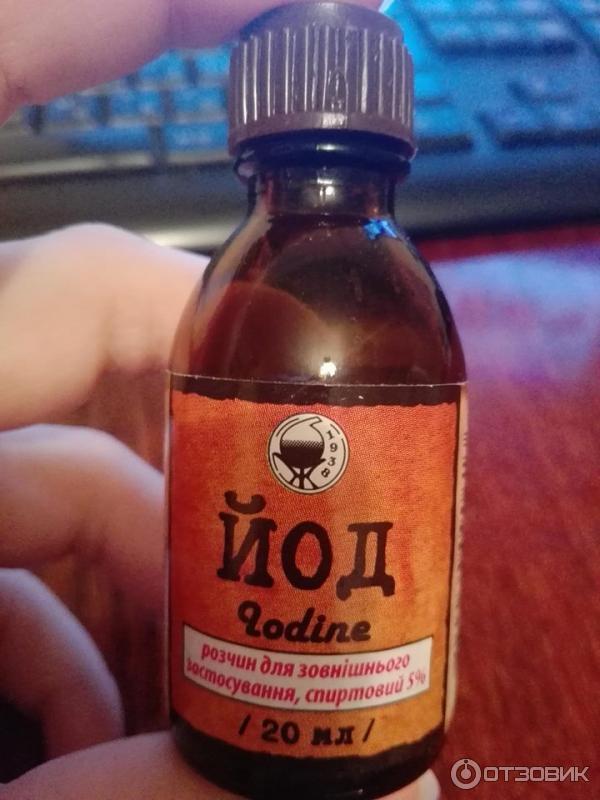 1938
Ж
ЙОД
Iodine
розчин для зовнішнього
застосування, спиртовий 5%
/ 20 мл /
ОТЗОВИК